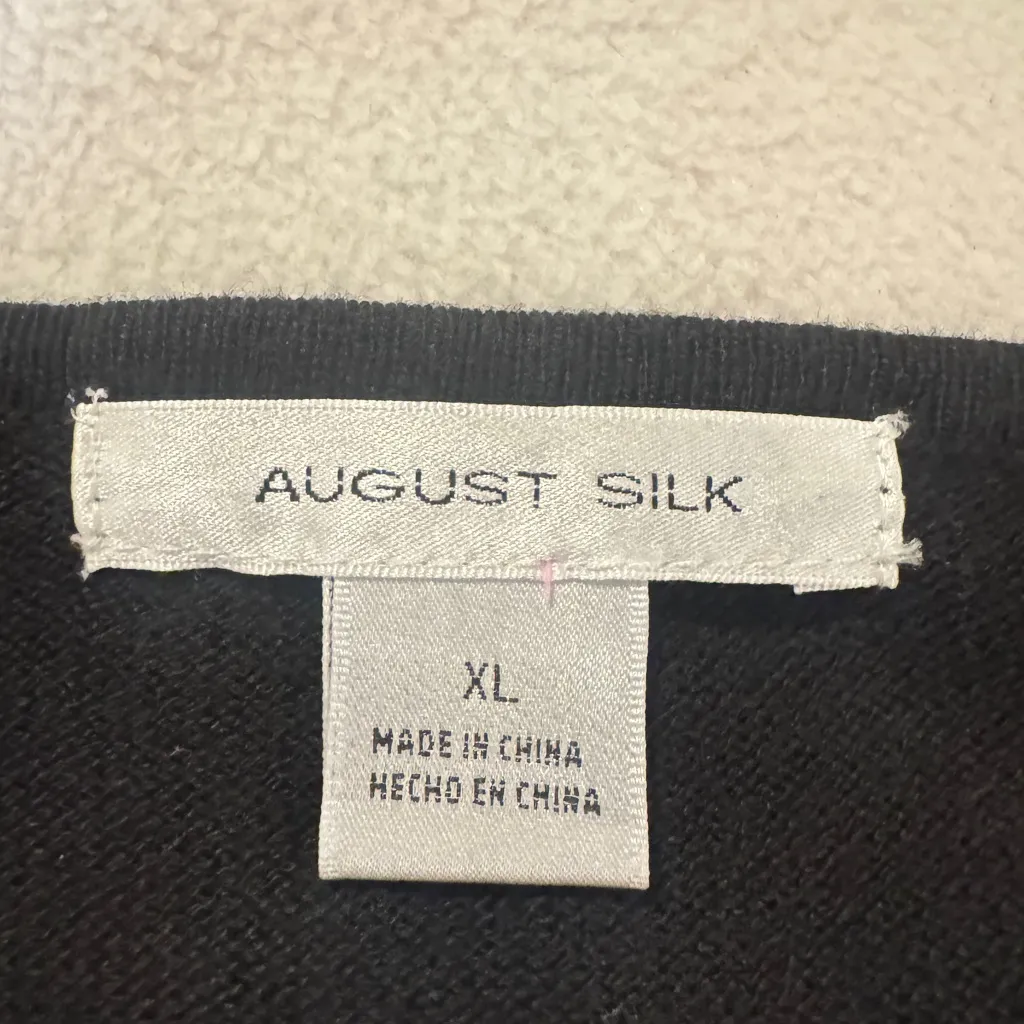 AUGUST SILK
XL
MADE IN CHINA
HECHO EN CHINA